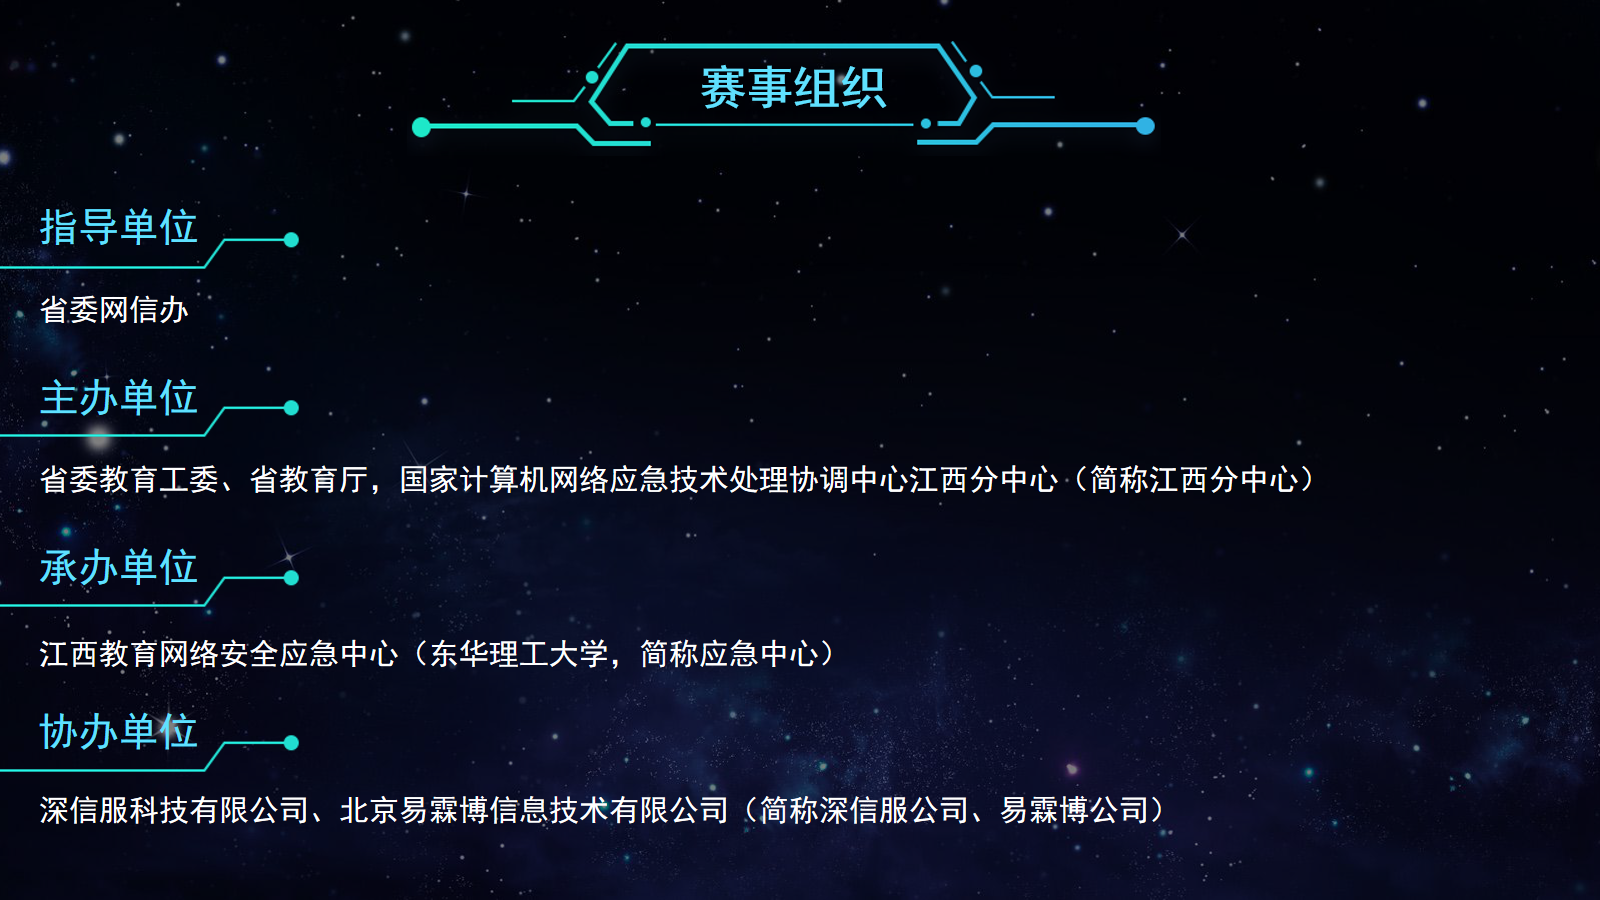 赛事组织
指导单位
省委网信办
主办单位
省委教育工委、省教育厅，国家计算机网络应急技术处理协调中心江西分中心（简称江西分中心）
承办单位
江西教育网络安全应急中心（东华理工大学，简称应急中心）
协办单位
深信服科技有限公司、北京易霖博信息技术有限公司（简称深信服公司、易霖博公司）